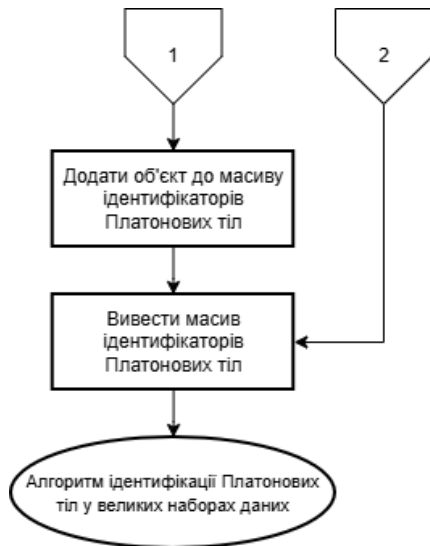 1
2
Додати об'єкт до масиву
ідентифікаторів
Платонових тіл
Вивести масив
ідентифікаторів
Платонових тіл
Алгоритм ідентифікації Платонових
тіл у великих наборах даних